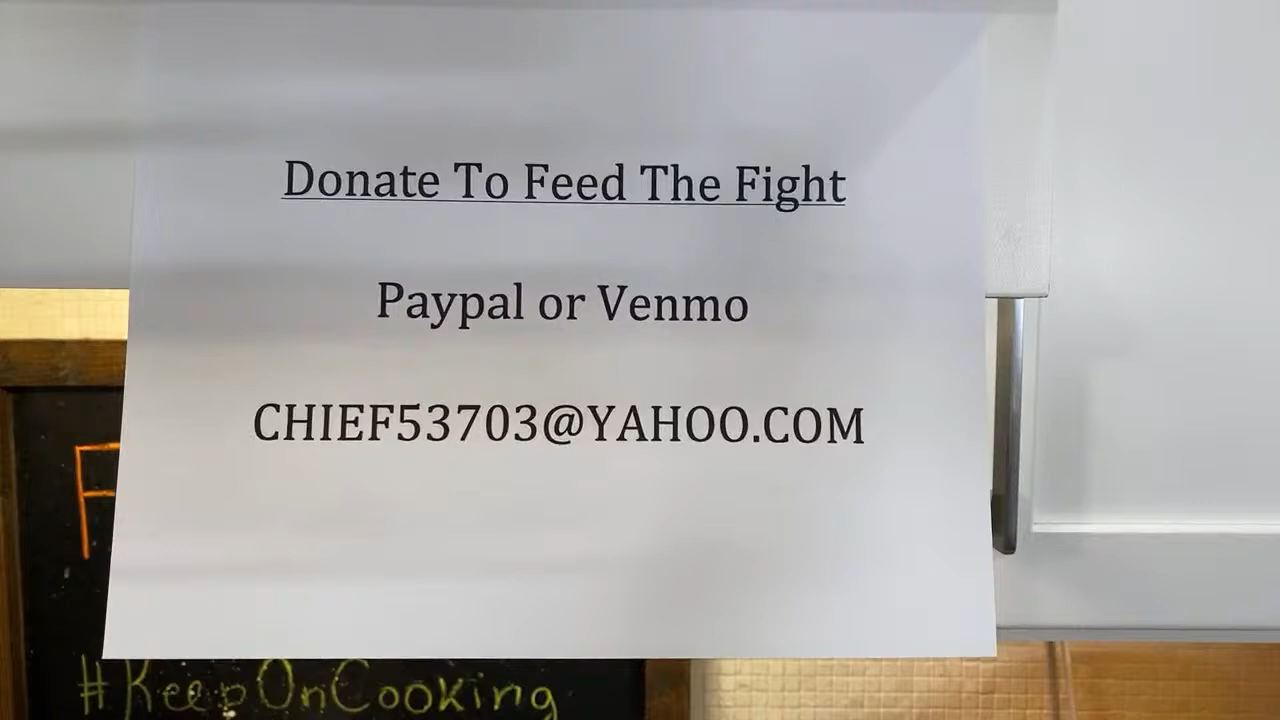 Donate To Feed The Fight
Paypal or Venmo
CHIEF53703@YAHOO.COM
F
#KeepOnCooking